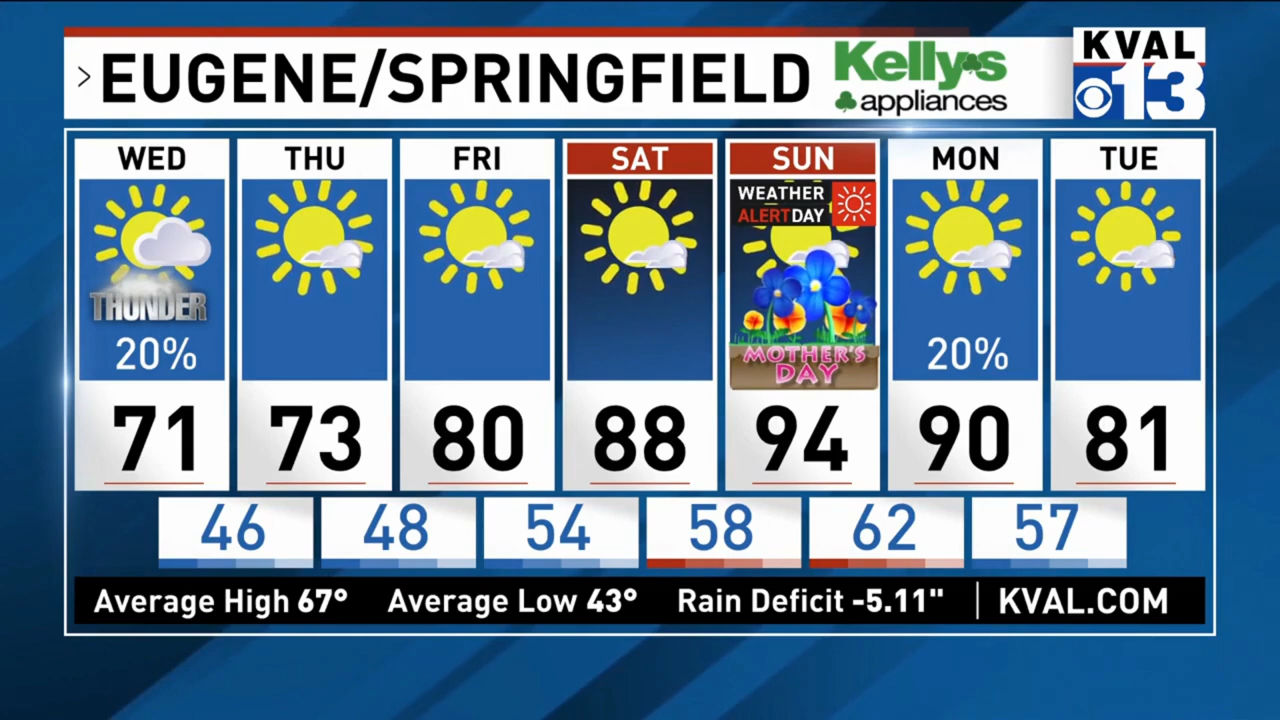 > EUGENE/SPRINGFIELD
Kelly's
appliances
KVAL
13
WED THU FRI SAT SUN MON TUE
WEATHER
ALERTDAY
THUNDER
MOTHER'S
DAY
20% 20%
71 73 80 88 94 90 81
46 48 54 58 62 57
Average High 67° Average Low 43° Rain Deficit -5.11" | KVAL.COM